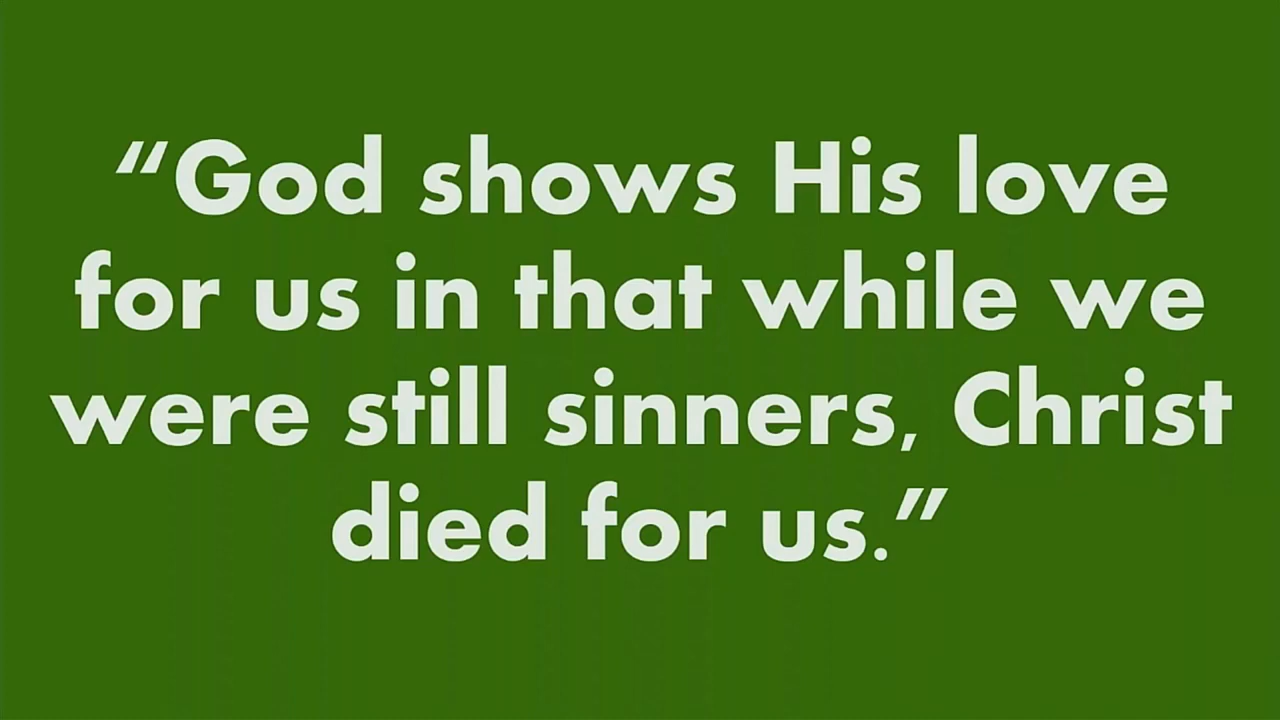 “God shows His love
for us in that while we
were still sinners, Christ
died for us.”